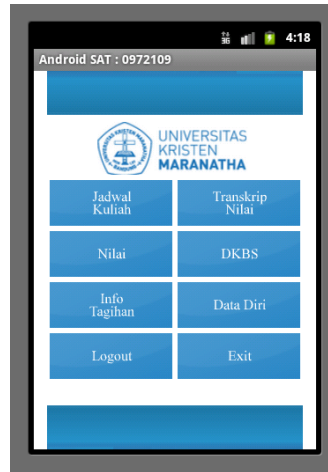 3G 4:18
Android SAT : 0972109
UNIVERSITAS
KRISTEN
MARANATHA
Jadwal
Kuliah
Transkrip
Nilai
Nilai
DKBS
Info
Tagihan
Data Diri
Logout
Exit